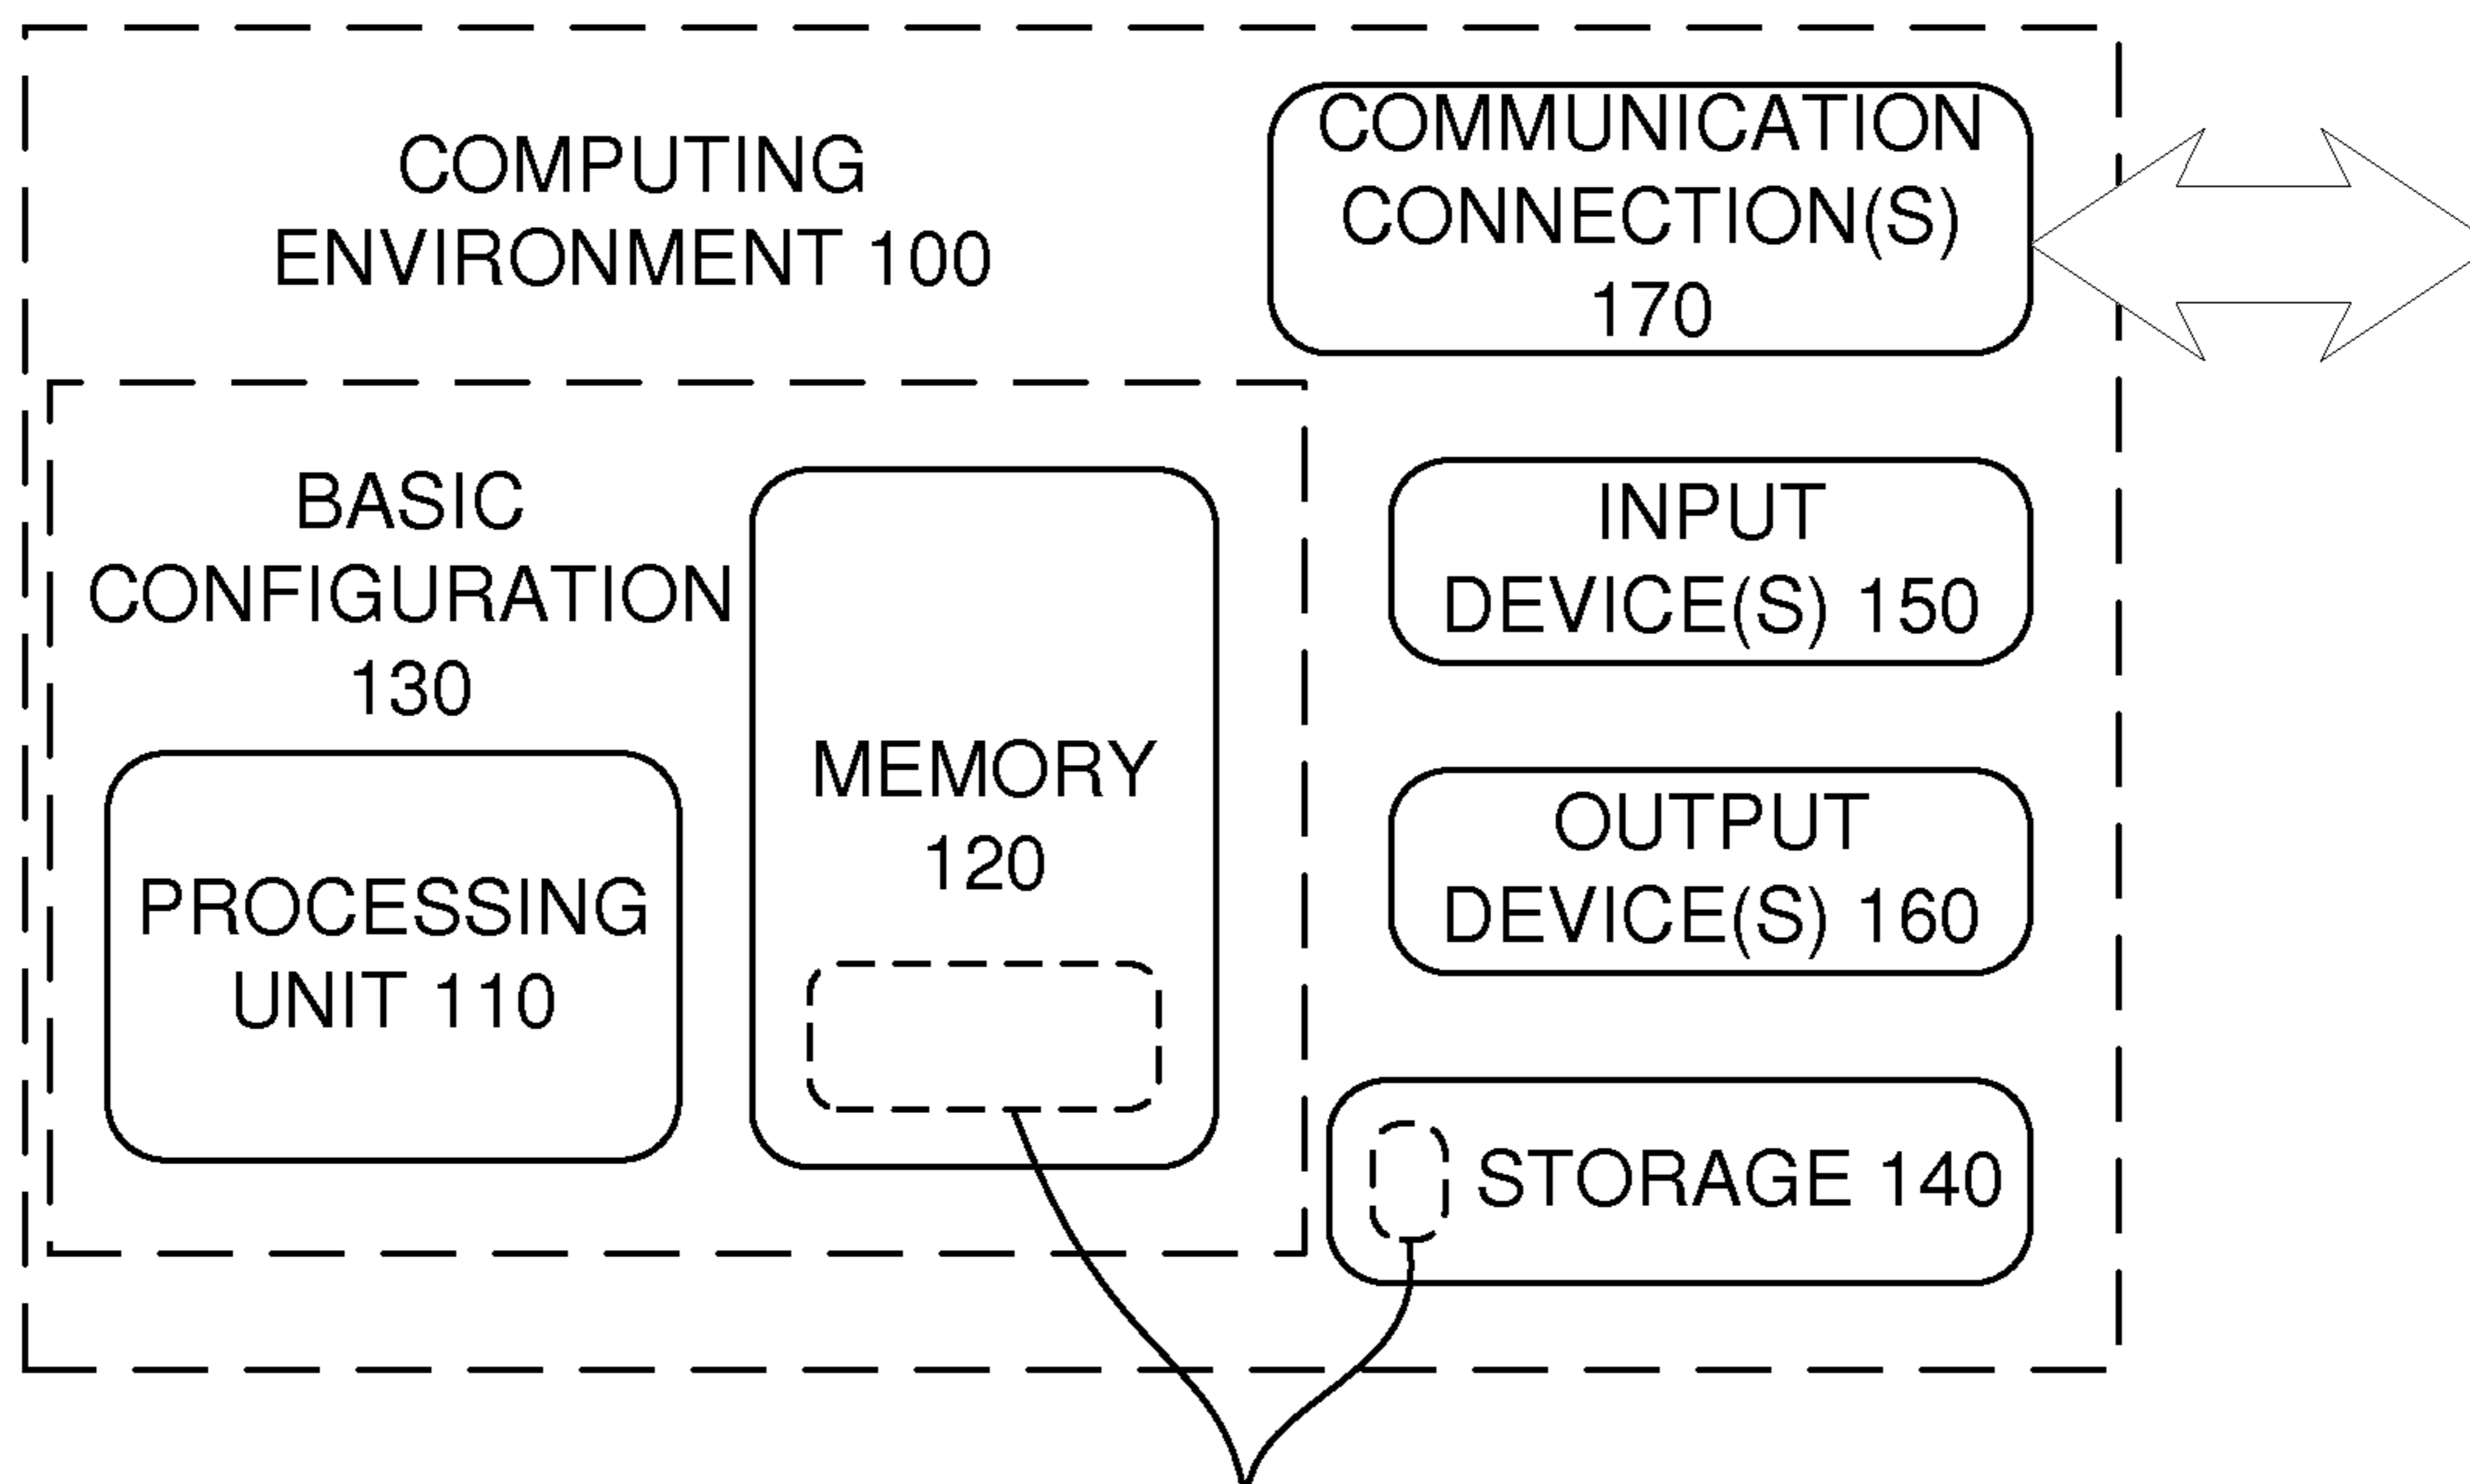 COMPUTING
ENVIRONMENT 100
COMMUNICATION
CONNECTION(S)
170
BASIC
CONFIGURATION
130
PROCESSING
UNIT 110
MEMORY
120
INPUT
DEVICE(S) 150
OUTPUT
DEVICE(S) 160
STORAGE 140